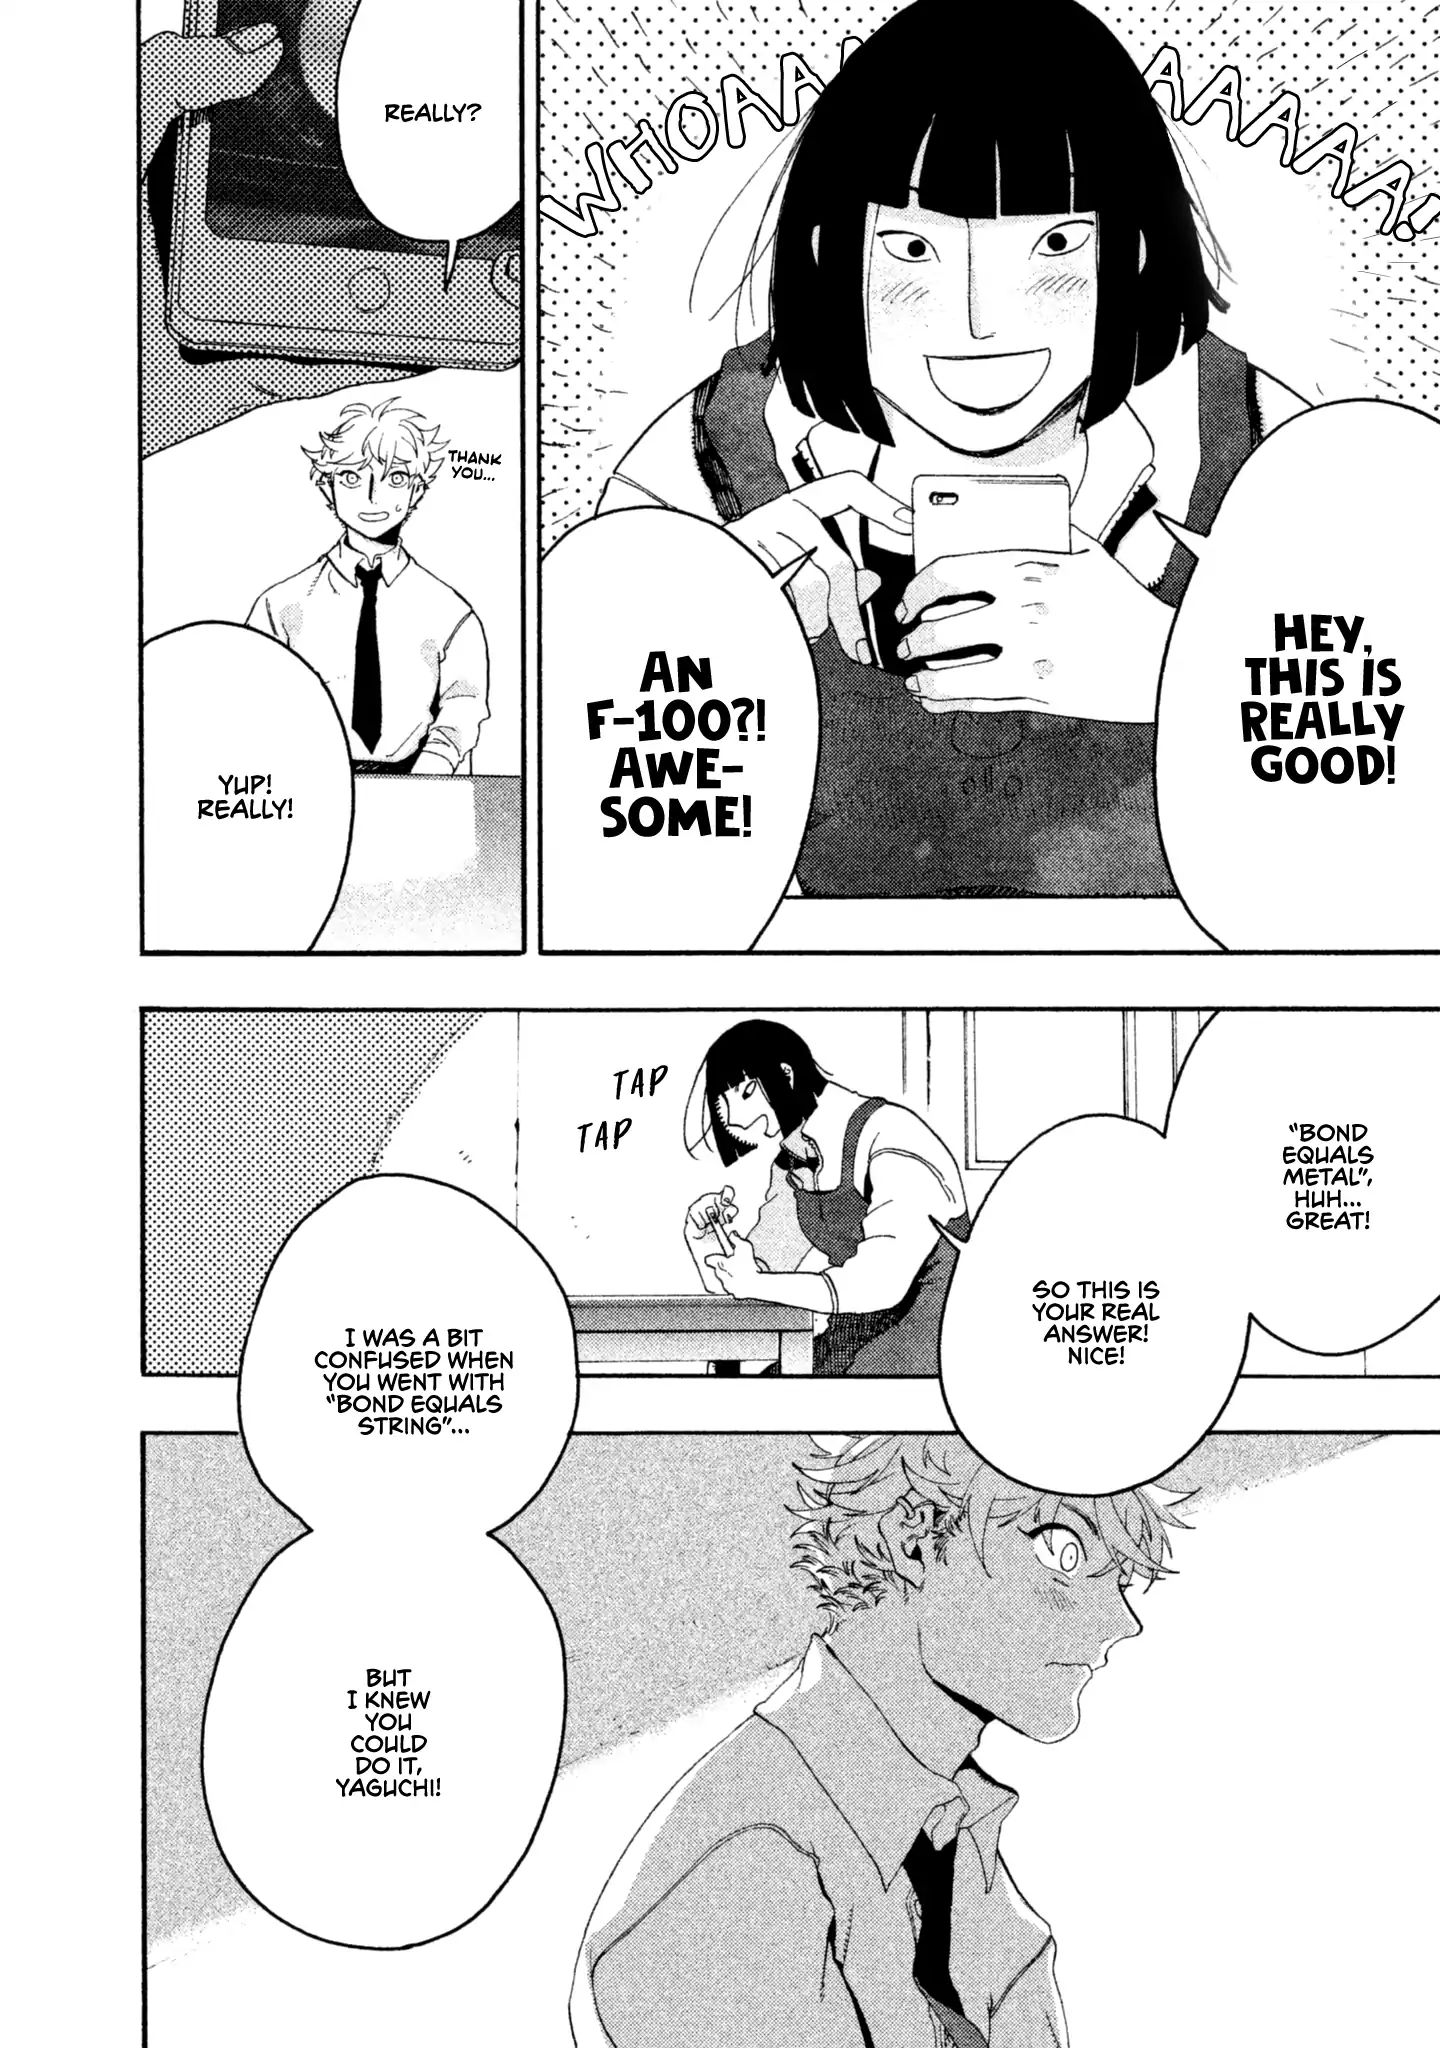 WHOAA
AAAAAA!
HEY,
THIS IS
REALLY
GOOD!
AN
F-100?!
AWE-
SOME!
REALLY?
THANK
YOU...
YUP!
REALLY!
"BOND
EQUALS
METAL",
HUH...
GREAT!
SO THIS IS
YOUR REAL
ANSWER!
NICE!
TAP
TAP
I WAS A BIT
CONFUSED WHEN
YOU WENT WITH
"BOND EQUALS
STRING"...
BUT
I KNEW
YOU
COULD
DO IT,
YAGUCHI!